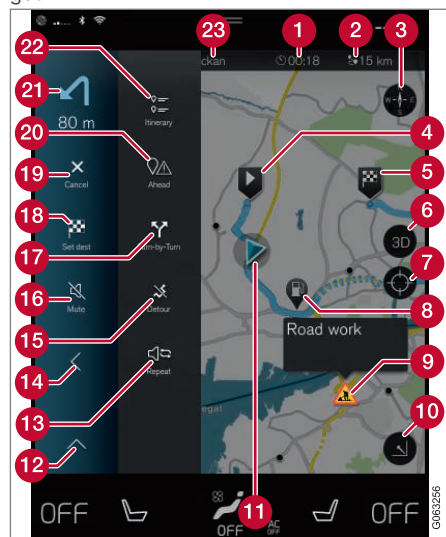 23
1
2
3
ckan
00:18
15 km
W
E
22
Itinerary
21
80 m
20
Ahead
4
5
19
Cancel
6
3D
18
Set dest
17
Turn-by-Turn
7
8
16
Mute
15
Detour
Road work
14
9
13
Repeat
egat
10
12
11
OFF
OFF
AC
OFF
OFF
G063256